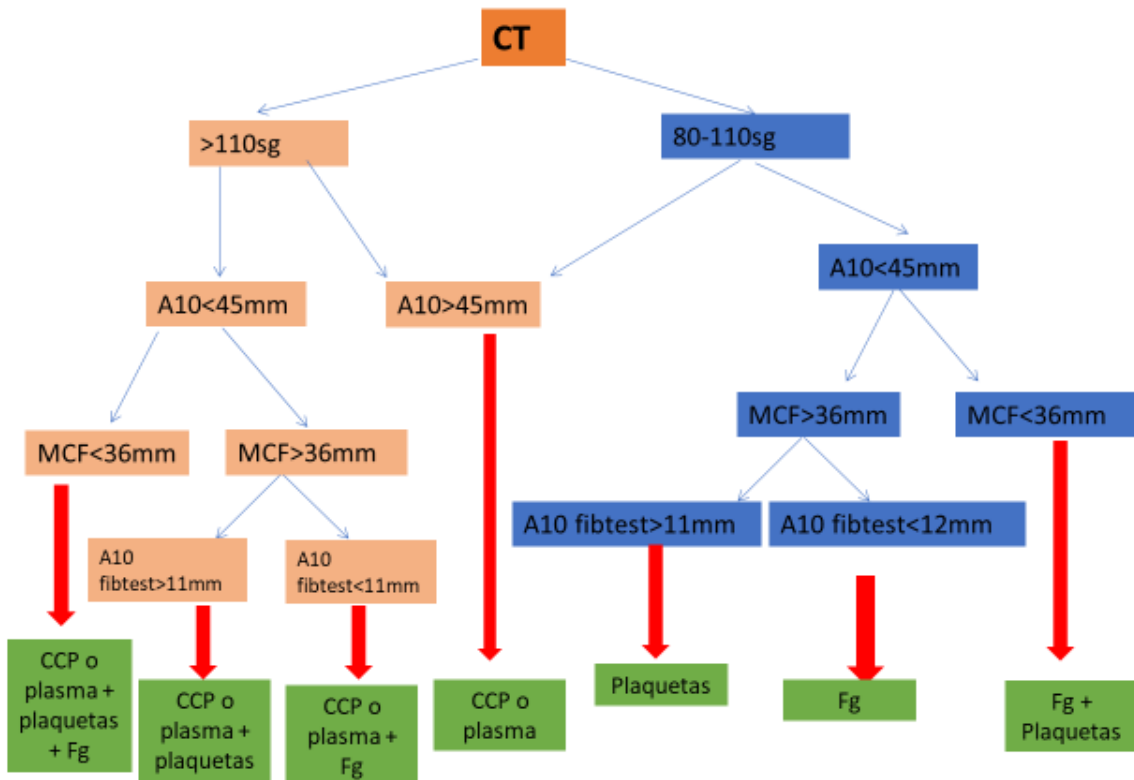 CT
>110sg
80-110sg
A10<45mm
A10<45mm
A10>45mm
MCF>36mm
MCF<36mm
MCF<36mm
MCF>36mm
A10 fibtest>11mm
A10 fibtest<12mm
A10
fibtest>11mm
A10
fibtest<11mm
CCP o
plasma +
plaquetas
+ Fg
CCP o
plasma +
plaquetas
CCP o
plasma +
Fg
CCP o
plasma
Plaquetas
Fg
Fg +
Plaquetas